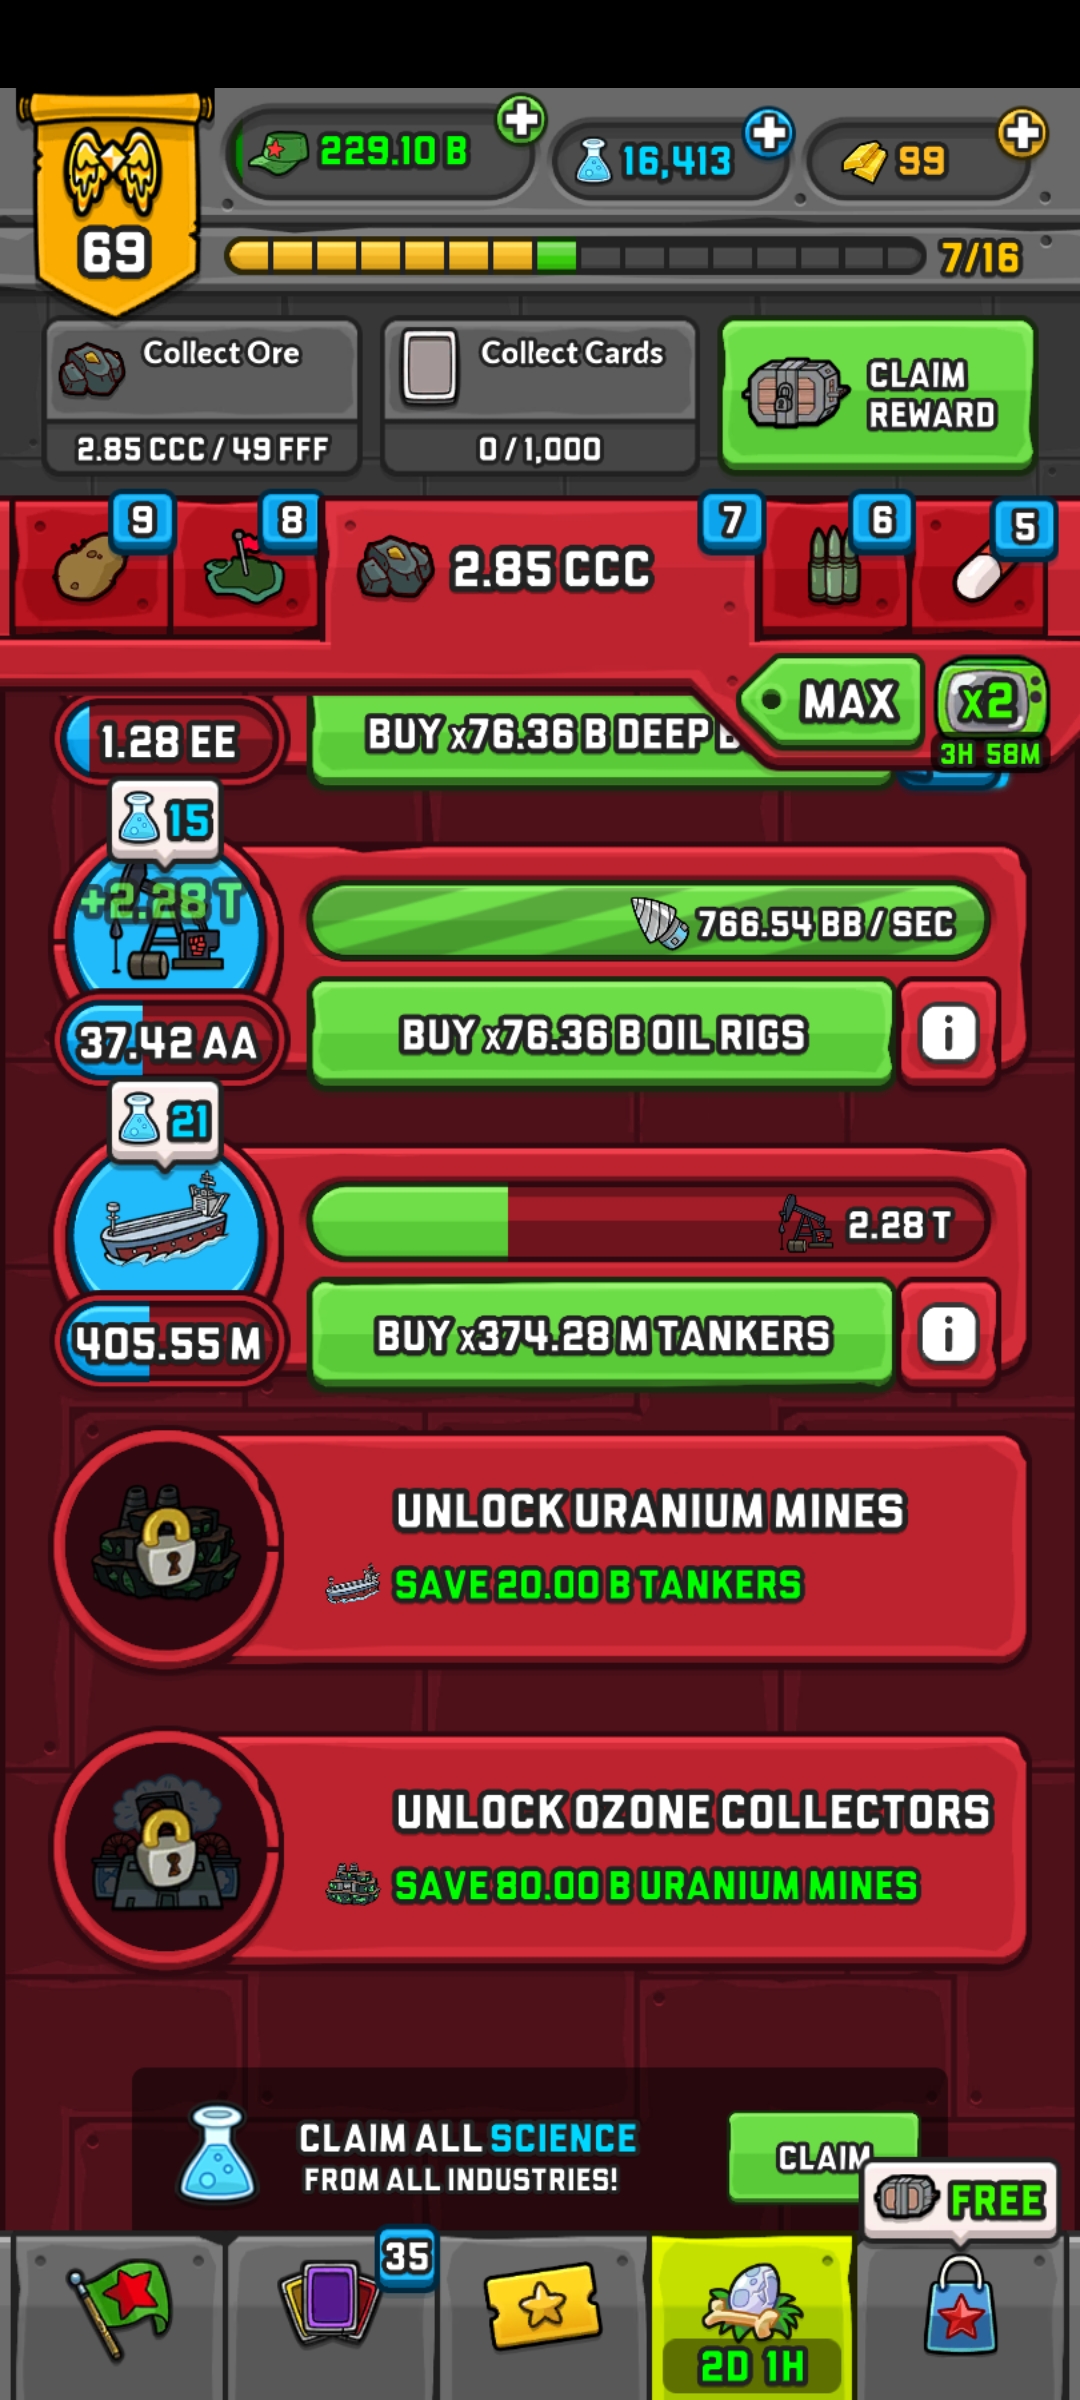 229.10 B
16,413
99
69
7/16
Collect Ore
2.85 CCC / 49 FFF
Collect Cards
0 / 1,000
CLAIM
REWARD
9
8
2.85 CCC
7
6
5
MAX
x2
3H 58M
1.28 EE
BUY x76.36 B DEEP B
15
+2.28 T
766.54 BB / SEC
37.42 AA
BUY x76.36 B OIL RIGS
i
21
2.28 T
405.55 M
BUY x374.28 M TANKERS
i
UNLOCK URANIUM MINES
SAVE 20.00 B TANKERS
UNLOCK OZONE COLLECTORS
SAVE 80.00 B URANIUM MINES
CLAIM ALL SCIENCE
FROM ALL INDUSTRIES!
CLAIM
FREE
35
2D 1H